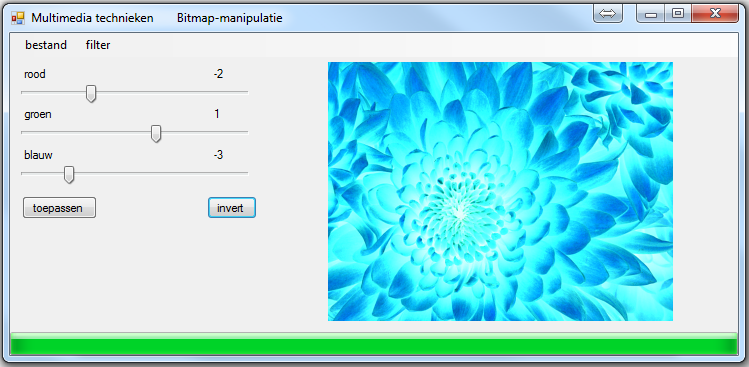 Multimedia technieken Bitmap-manipulatie
bestand filter
rood -2
groen 1
blauw -3
toepassen invert